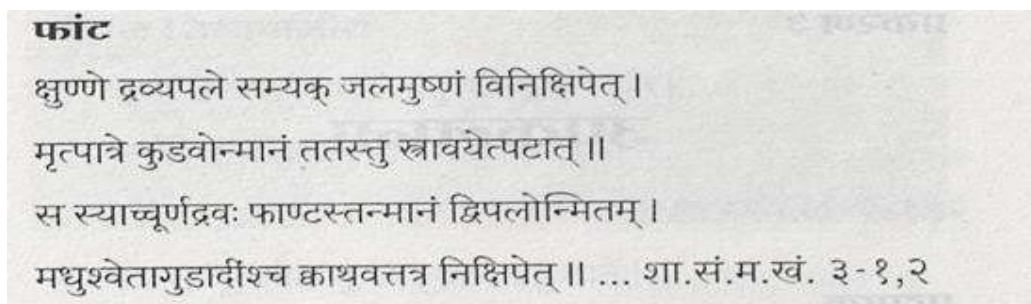 फांट
क्षुण्णे द्रव्यपले सम्यक् जलमुष्णं विनिक्षिपेत् ।
मृत्पात्रे कुडवोन्मानं ततस्तु स्त्रावयेत्पटात् ॥
स स्याच्चूर्णद्रवः फाण्टस्तन्मानं द्विपलोन्मितम् ।
मधुश्वेतागुडादींश्च क्वाथवत्तत्र निक्षिपेत् ॥ ... शा.सं.म.खं. ३-१,२